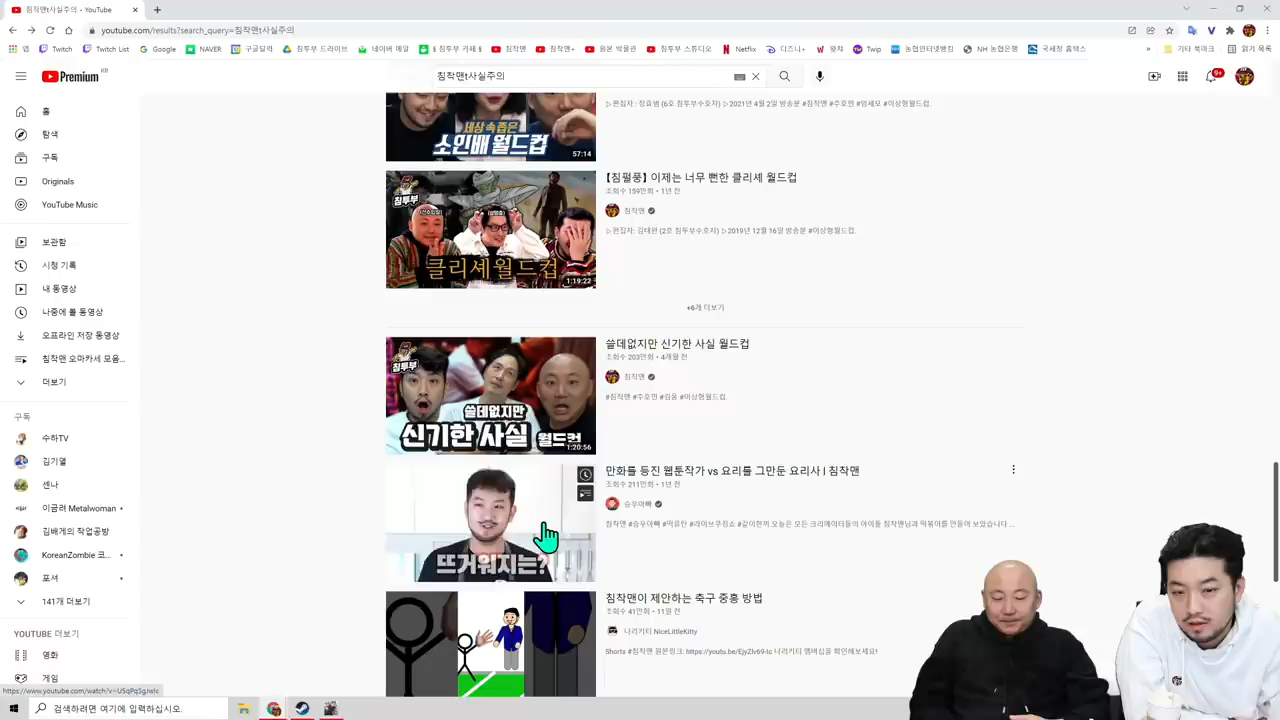 침착맨t사실주의 - YouTube
youtube.com/results?search_query=침착맨t사실주의
앱
Twitch
Twitch List
Google
NAVER
구글달력
침투부 드라이브
네이버 메일
§ 침투부 카페 §
침착맨
침착맨+
원본 박물관
침투부 스튜디오
Netflix
디즈니+
왓챠
Twip
농협인터넷뱅킹
NH 농협은행
국세청 홈택스
»
기타 북마크
읽기 목록
Premium KR
침착맨t사실주의
9+
홈
탐색
구독
Originals
YouTube Music
보관함
시청 기록
내 동영상
나중에 볼 동영상
오프라인 저장 동영상
침착맨 오마카세 모음...
더보기
구독
수하TV
김기열
센나
이금려 Metalwoman
김배게의 작업공방
KoreanZombie 코...
포셔
141개 더보기
YOUTUBE 더보기
영화
게임
세상 속 좁은
소인배 월드컵
57:14
▷편집자 : 정효범 (6호 침투부수호자) ▷2021년 4월 2일 방송분 #침착맨 #주호민 #엄세모 #이상형월드컵.
침투부
클리셰월드컵
1:19:22
【침펄풍】 이제는 너무 뻔한 클리셰 월드컵
조회수 159만회 • 1년 전
침착맨
▷편집자: 김태완 (2호 침투부수호자) ▷2019년 12월 16일 방송분 #이상형월드컵.
+6개 더보기
침투부
쓸데없지만
신기한 사실 월드컵
1:20:56
쓸데없지만 신기한 사실 월드컵
조회수 203만회 • 4개월 전
침착맨
#침착맨 #주호민 #김풍 #이상형월드컵.
뜨거워지는?
만화를 등진 웹툰작가 vs 요리를 그만둔 요리사 | 침착맨
조회수 211만회 • 1년 전
승우아빠
침착맨 #승우아빠 #떡유탄 #라이브쿠킹쇼 #같이한끼 오늘은 모든 크리에이터들의 아이돌 침착맨님과 떡볶이를 만들어 보았습니다 ...
침착맨이 제안하는 축구 중흥 방법
조회수 41만회 • 11일 전
나리키티 NiceLittleKitty
Shorts #침착맨 원본링크: https://youtu.be/EjyZlv69-tc 나리키티 멤버십을 확인해보세요!
검색하려면 여기에 입력하십시오.